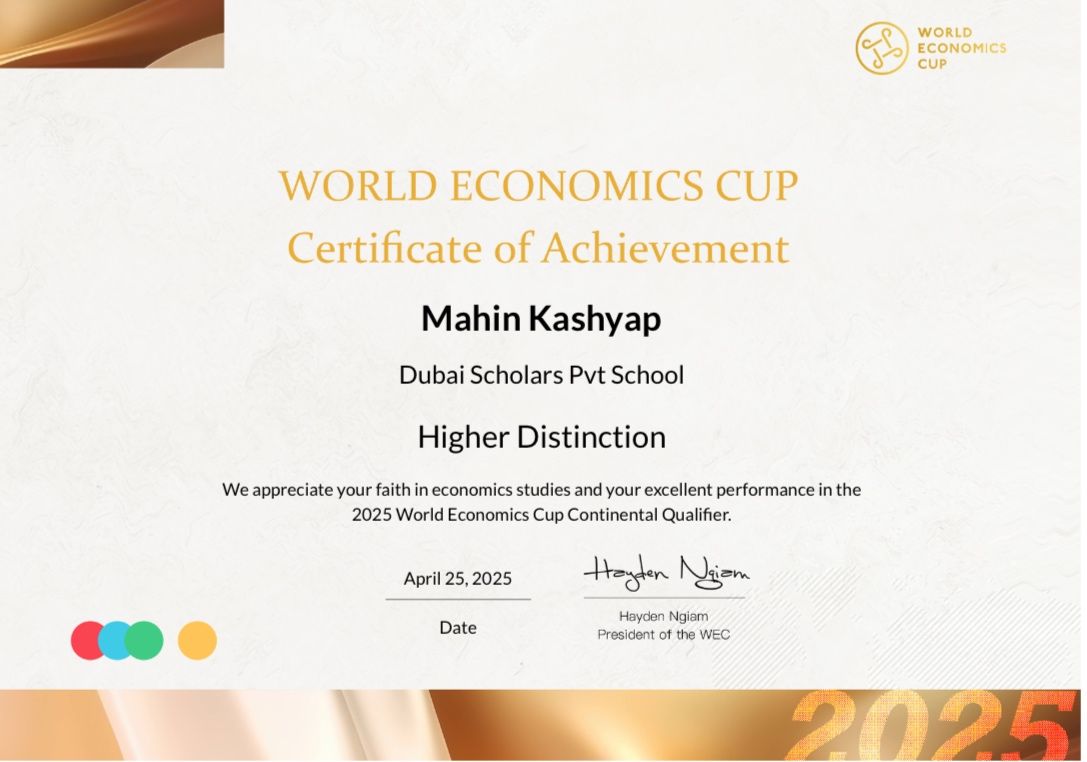 WORLD
ECONOMICS
CUP
WORLD ECONOMICS CUP
Certificate of Achievement
Mahin Kashyap
Dubai Scholars Pvt School
Higher Distinction
We appreciate your faith in economics studies and your excellent performance in the
2025 World Economics Cup Continental Qualifier.
April 25, 2025
Date
Hayden Ngiam
Hayden Ngiam
President of the WEC
2025